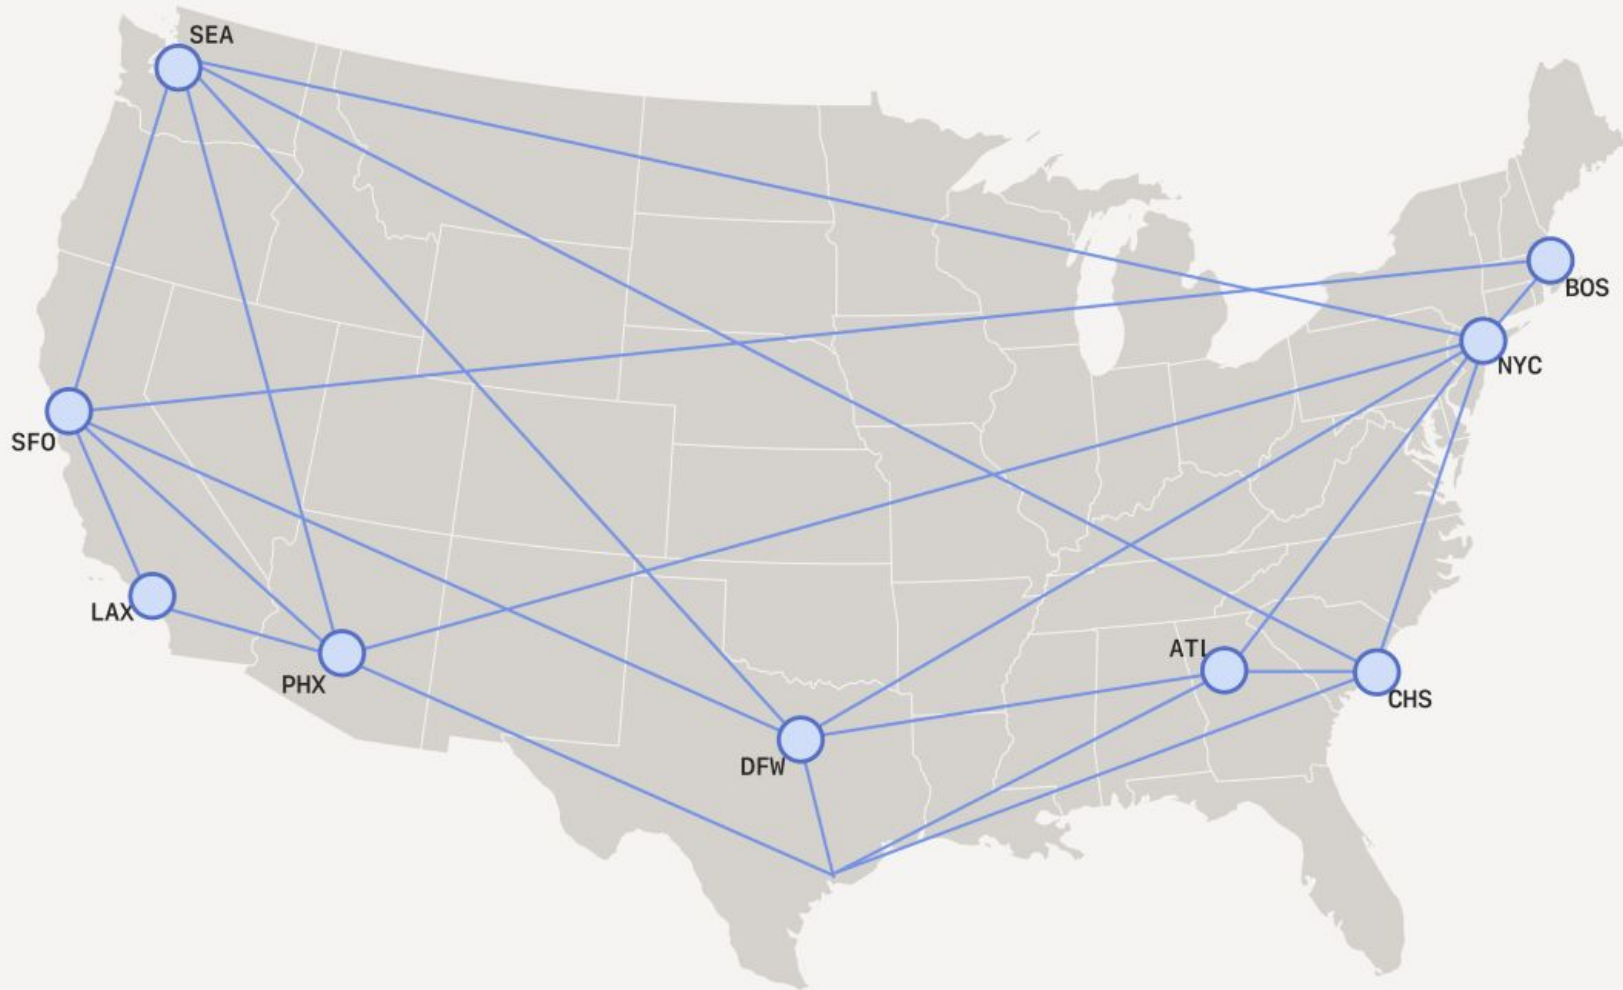 SEA
BOS
NYC
SFO
LAX
PHX
ATL
CHS
DFW